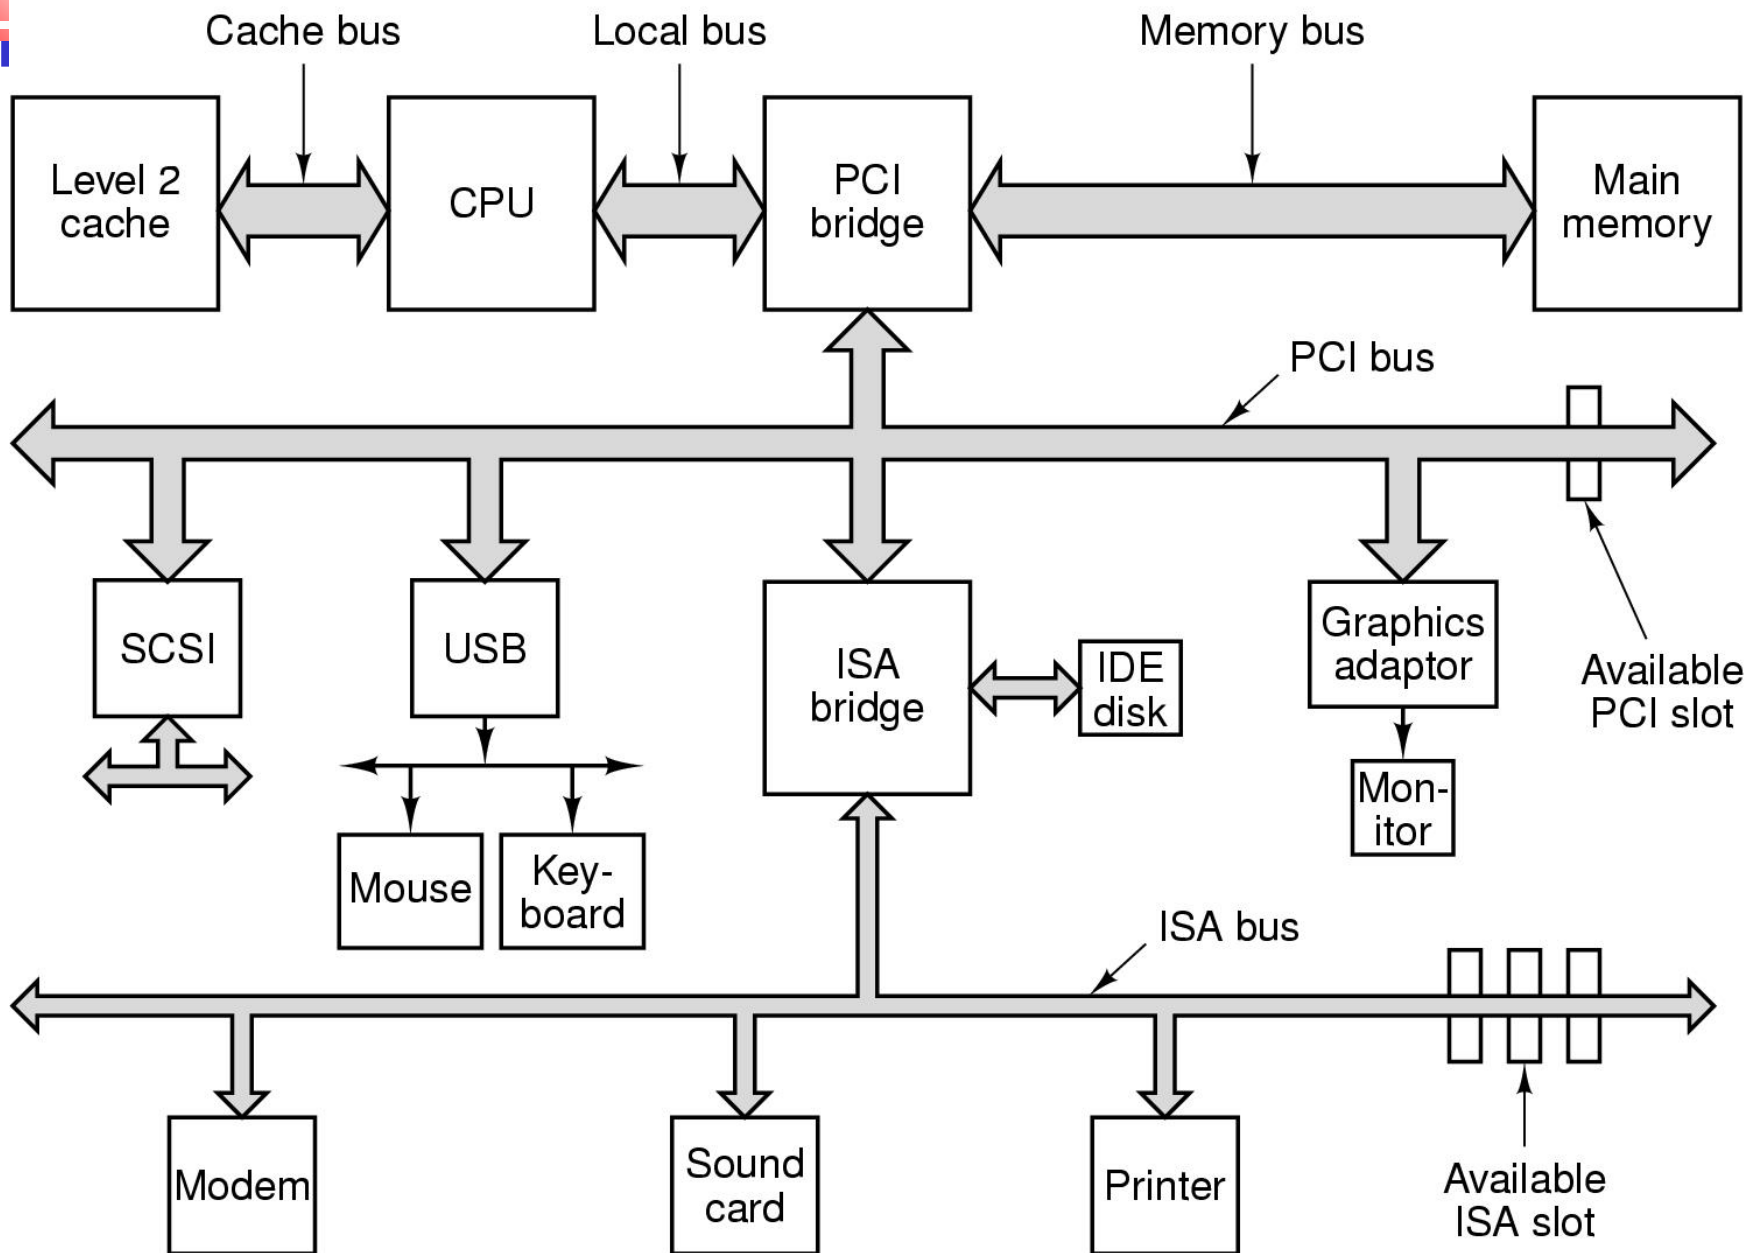 Cache bus
Local bus
Memory bus
Level 2
cache
CPU
PCI
bridge
Main
memory
PCI bus
SCSI
USB
ISA
bridge
IDE
disk
Graphics
adaptor
Available
PCI slot
Mon-
itor
Mouse
Key-
board
ISA bus
Modem
Sound
card
Printer
Available
ISA slot